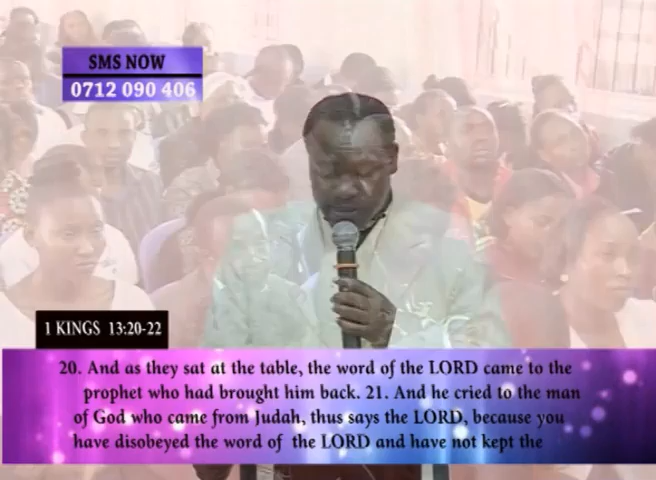 SMS NOW
0712 090 406
1 KINGS 13:20-22
20. And as they sat at the table, the word of the LORD came to the
prophet who had brought him back. 21. And he cried to the man
of God who came from Judah, thus says the LORD, because you
have disobeyed the word of the LORD and have not kept the